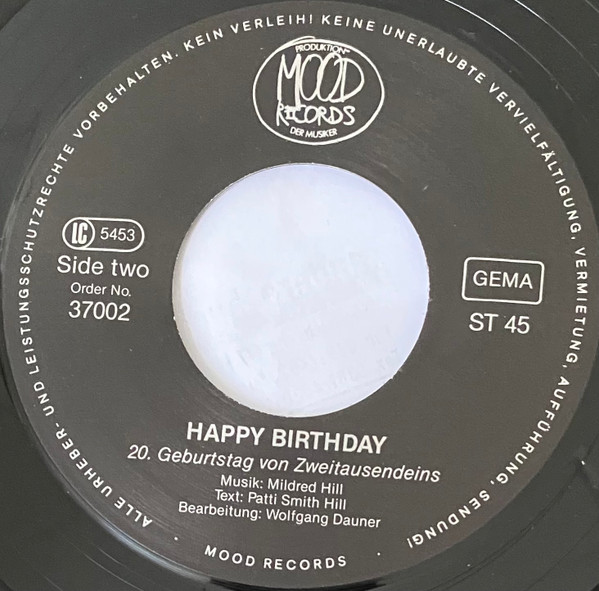 ALLE URHEBER- UND LEISTUNGSSCHUTZRECHTE VORBEHALTEN. KEIN VERLEIH! KEINE UNERLAUBTE VERVIELFÄLTIGUNG, VERMIETUNG, AUFFÜHRUNG, SENDUNG!
PRODUKTION
MOOD
RECORDS
DER MUSIKER
LC 5453
Side two
Order No.
37002
GEMA
ST 45
HAPPY BIRTHDAY
20. Geburtstag von Zweitausendeins
Musik: Mildred Hill
Text: Patti Smith Hill
Bearbeitung: Wolfgang Dauner
· MOOD RECORDS ·